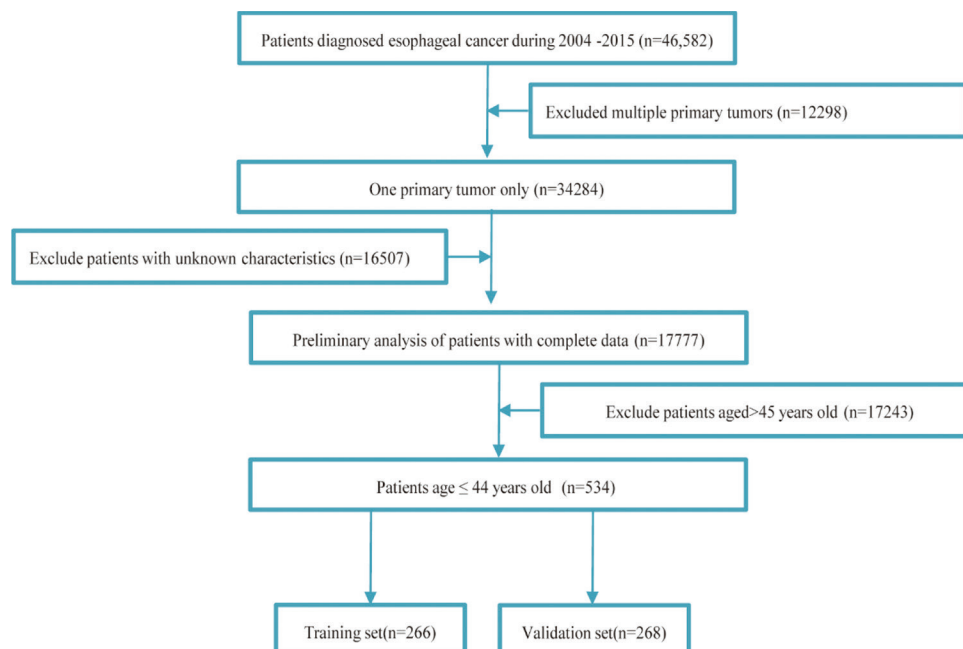 Patients diagnosed esophageal cancer during 2004 -2015 (n=46,582)
Excluded multiple primary tumors (n=12298)
One primary tumor only (n=34284)
Exclude patients with unknown characteristics (n=16507)
Preliminary analysis of patients with complete data (n=17777)
Exclude patients aged>45 years old (n=17243)
Patients age ≤ 44 years old (n=534)
Training set(n=266)
Validation set(n=268)